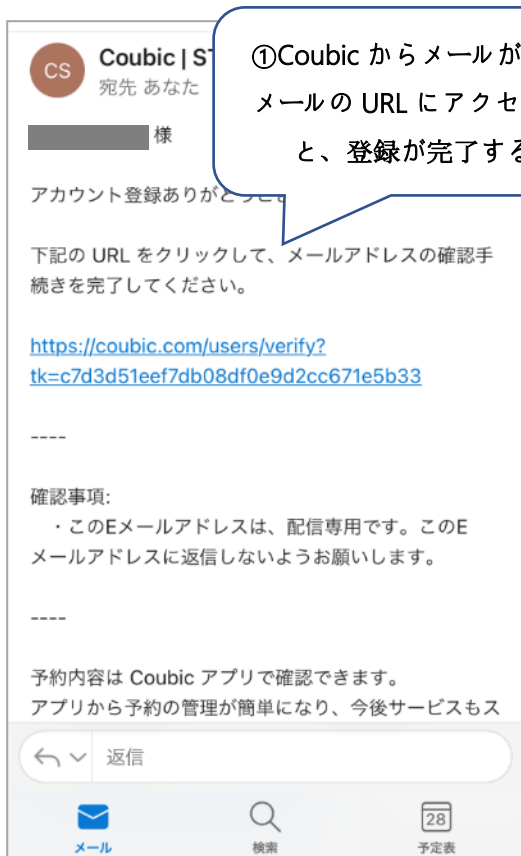 CS
Coubic | S
宛先 あなた
①Coubic からメールが
メールの URL にアクセ
と、登録が完了する
様
アカウント登録ありがとうご
下記の URL をクリックして、メールアドレスの確認手
続きを完了してください。
https://coubic.com/users/verify?
tk=c7d3d51eef7db08df0e9d2cc671e5b33
----
確認事項:
・このEメールアドレスは、配信専用です。このE
メールアドレスに返信しないようお願いします。
----
予約内容は Coubic アプリで確認できます。
アプリから予約の管理が簡単になり、今後サービスもス
返信
28
メール
検索
予定表